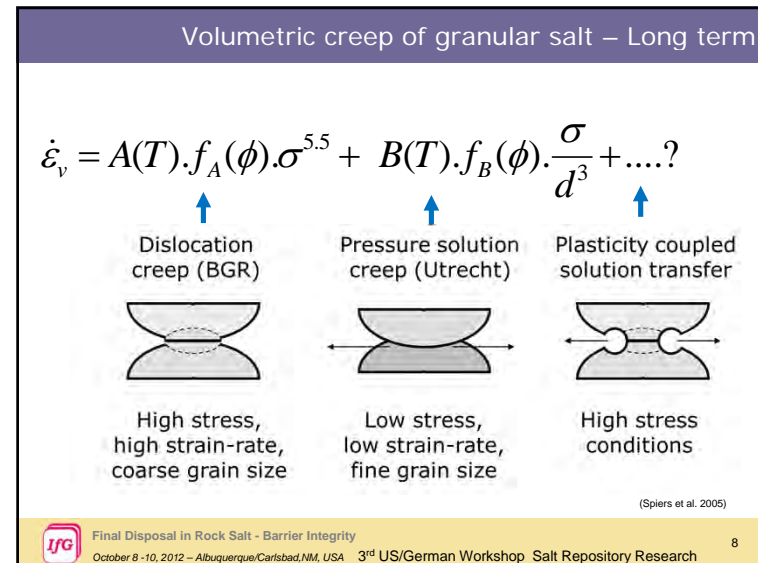 Volumetric creep of granular salt – Long term
ε̇ᵥ = A(T).f_A(ϕ).σ^5.5 + B(T).f_B(ϕ).σ/d³ +....?
Dislocation
creep (BGR)
Pressure solution
creep (Utrecht)
Plasticity coupled
solution transfer
High stress,
high strain-rate,
coarse grain size
Low stress,
low strain-rate,
fine grain size
High stress
conditions
(Spiers et al. 2005)
IfG
Final Disposal in Rock Salt - Barrier Integrity
October 8 -10, 2012 – Albuquerque/Carlsbad,NM, USA 3rd US/German Workshop Salt Repository Research
8